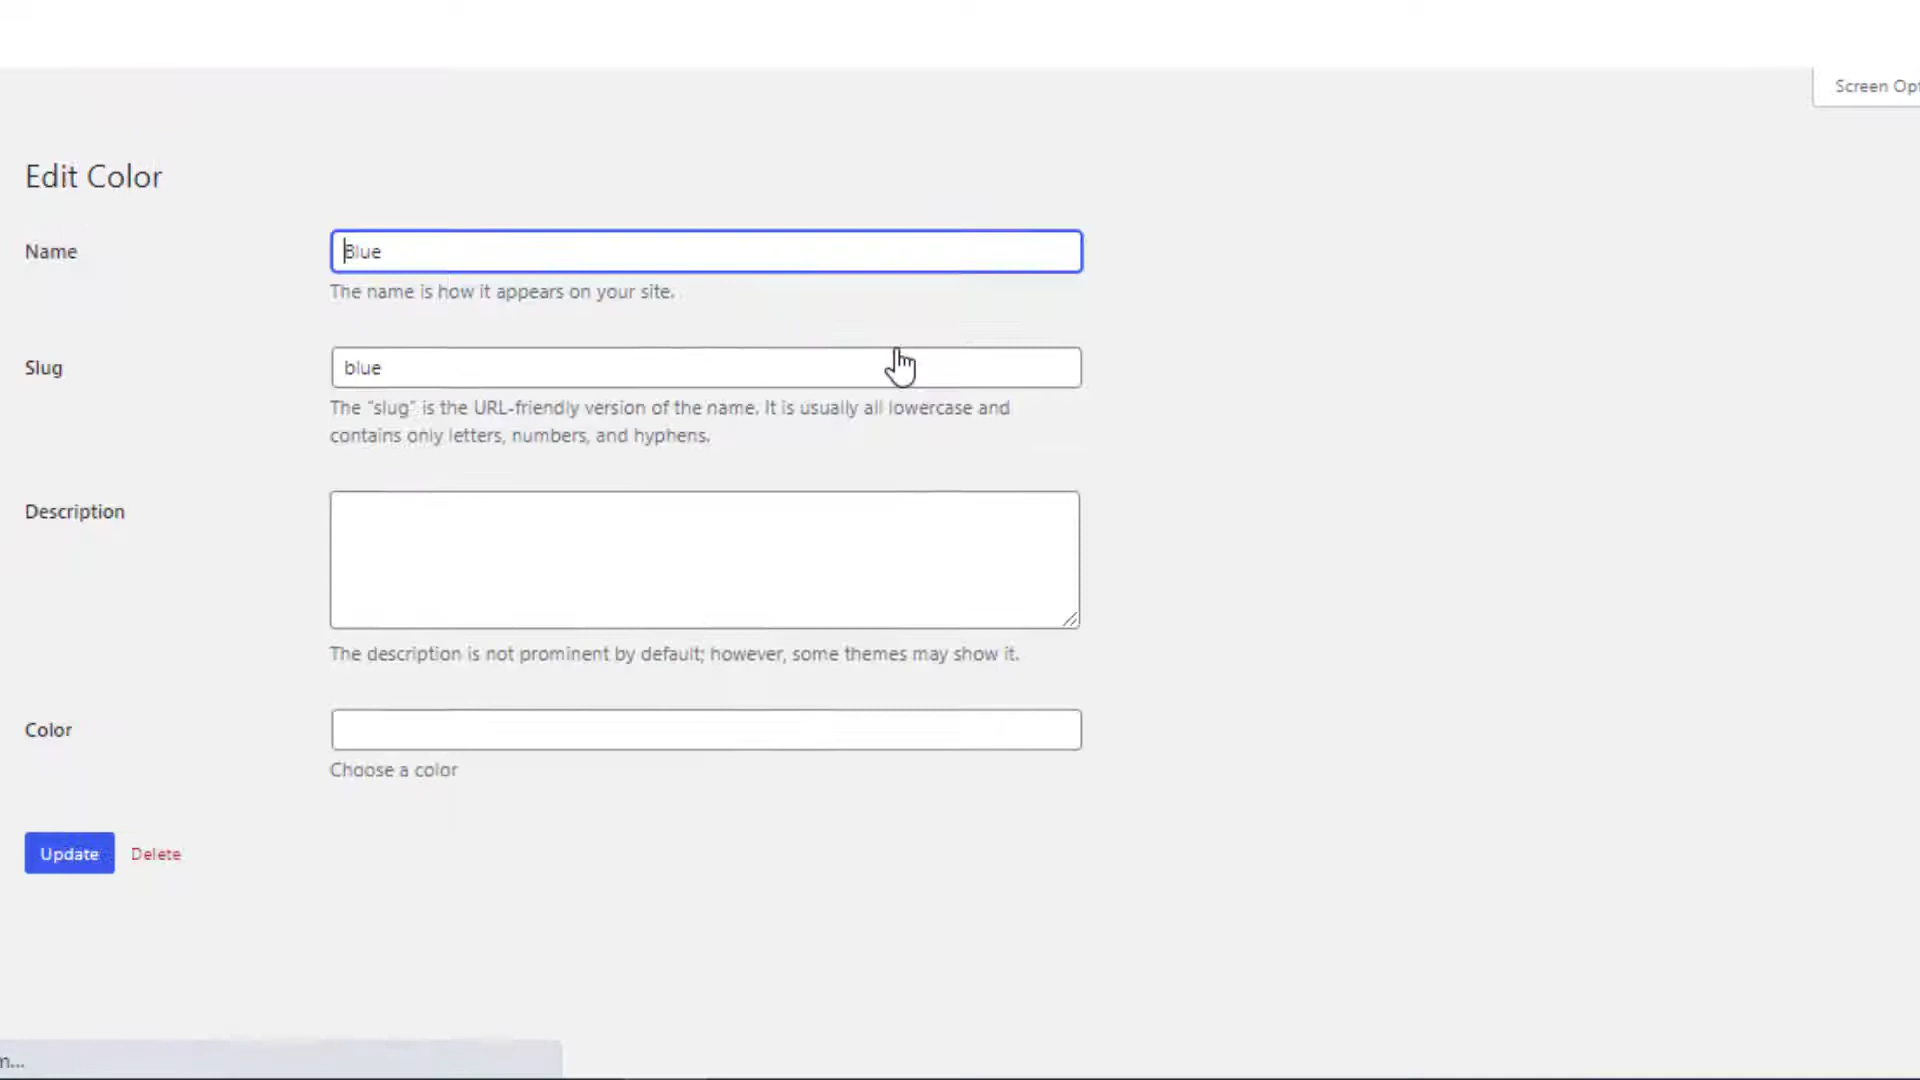 Screen Opt
Edit Color
Name
Blue
The name is how it appears on your site.
Slug
blue
The "slug" is the URL-friendly version of the name. It is usually all lowercase and
contains only letters, numbers, and hyphens.
Description
The description is not prominent by default; however, some themes may show it.
Color
Choose a color
Update
Delete
n...